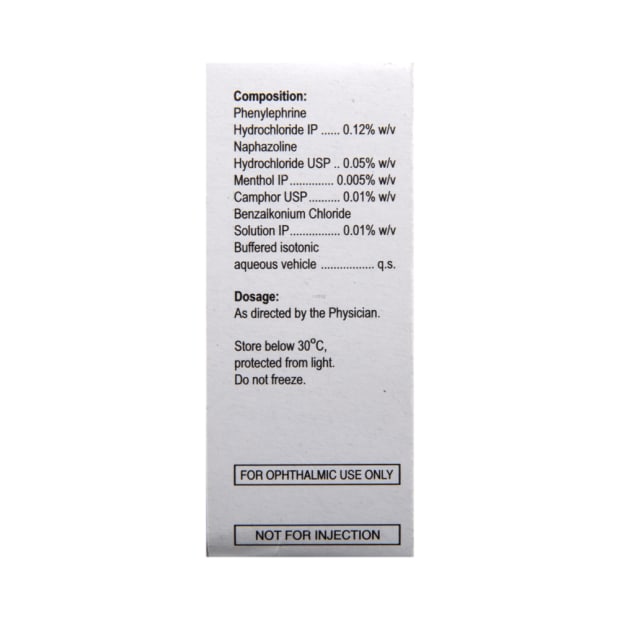 Composition:
Phenylephrine
Hydrochloride IP ...... 0.12% w/v
Naphazoline
Hydrochloride USP .. 0.05% w/v
Menthol IP.............. 0.005% w/v
Camphor USP.......... 0.01% w/v
Benzalkonium Chloride
Solution IP................ 0.01% w/v
Buffered isotonic
aqueous vehicle ................. q.s.
Dosage:
As directed by the Physician.
Store below 30°C,
protected from light.
Do not freeze.
FOR OPHTHALMIC USE ONLY
NOT FOR INJECTION